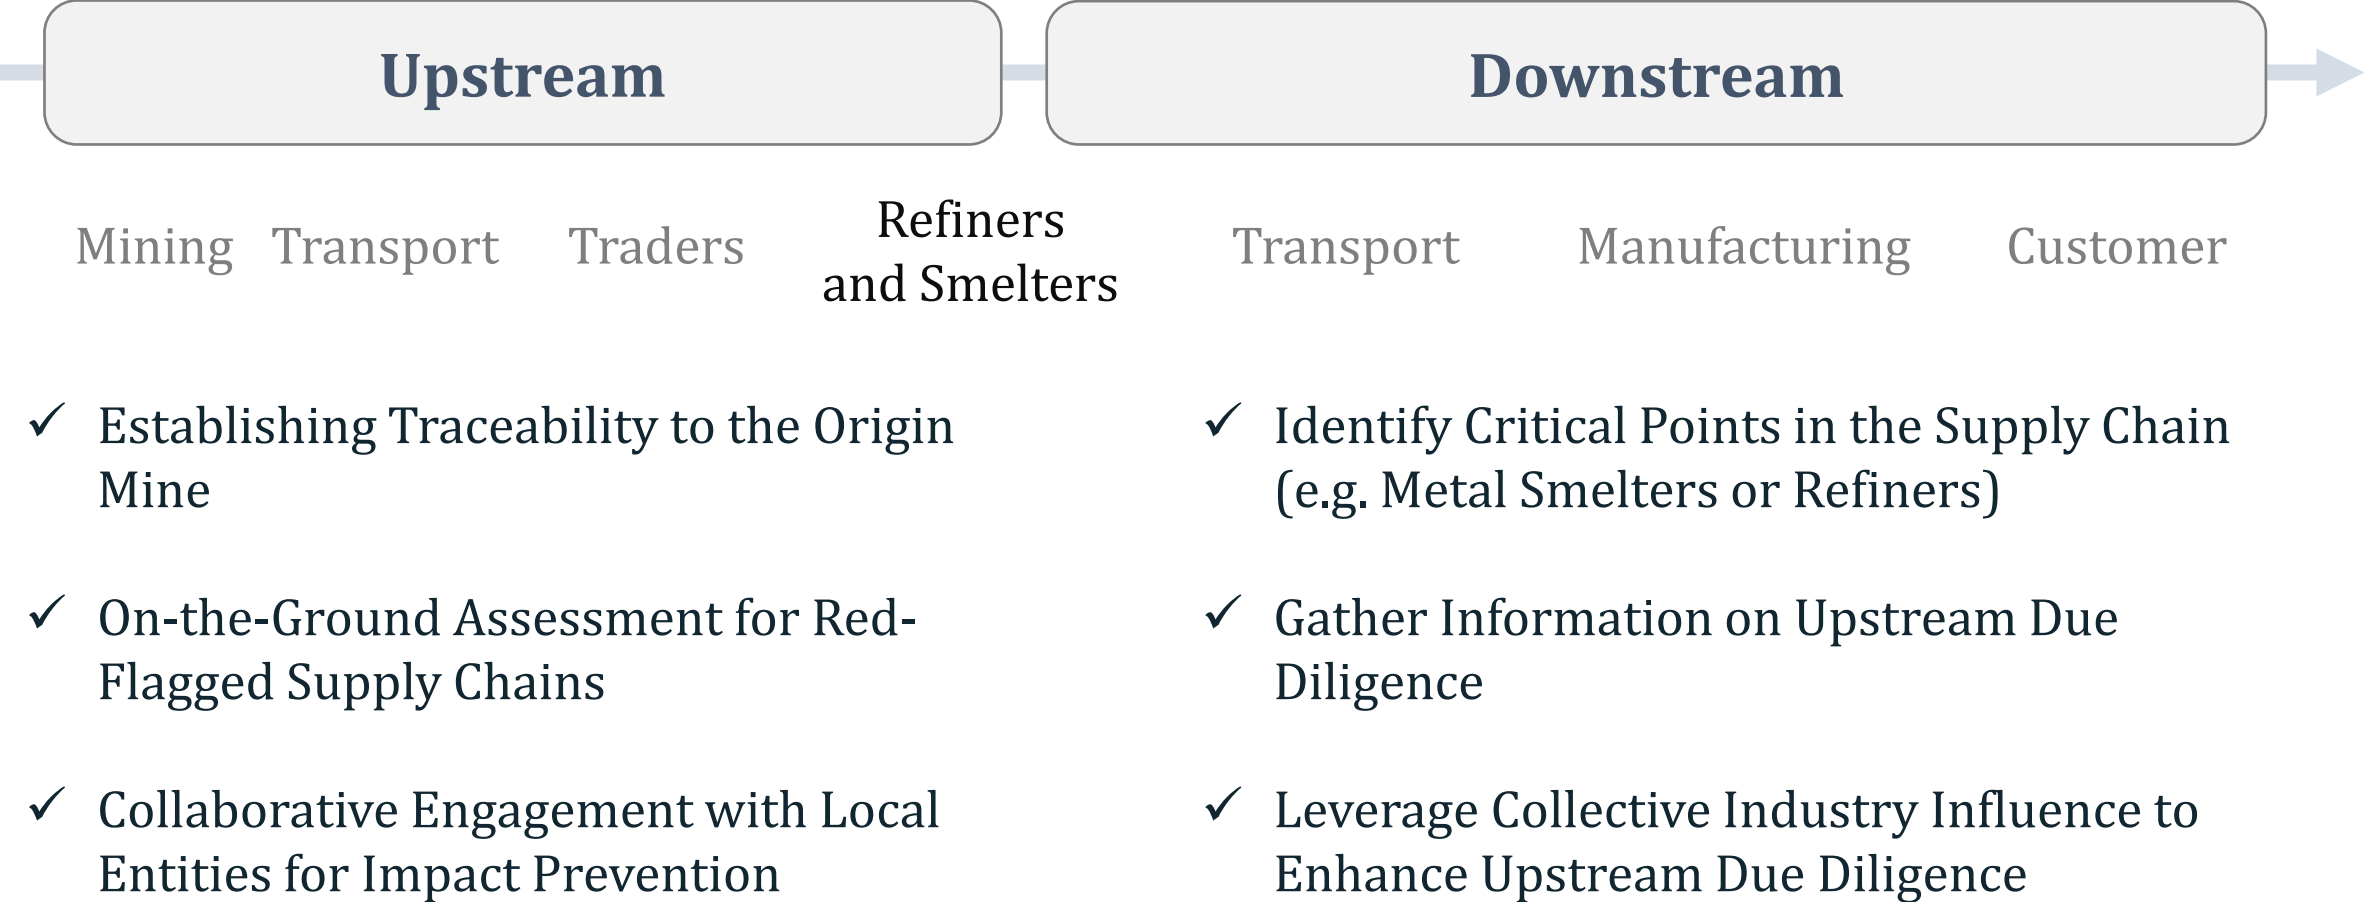 Upstream
Downstream
Mining
Transport
Traders
Refiners
and Smelters
Transport
Manufacturing
Customer
✓ Establishing Traceability to the Origin
Mine
✓ On-the-Ground Assessment for Red-
Flagged Supply Chains
✓ Collaborative Engagement with Local
Entities for Impact Prevention
✓ Identify Critical Points in the Supply Chain
(e.g. Metal Smelters or Refiners)
✓ Gather Information on Upstream Due
Diligence
✓ Leverage Collective Industry Influence to
Enhance Upstream Due Diligence